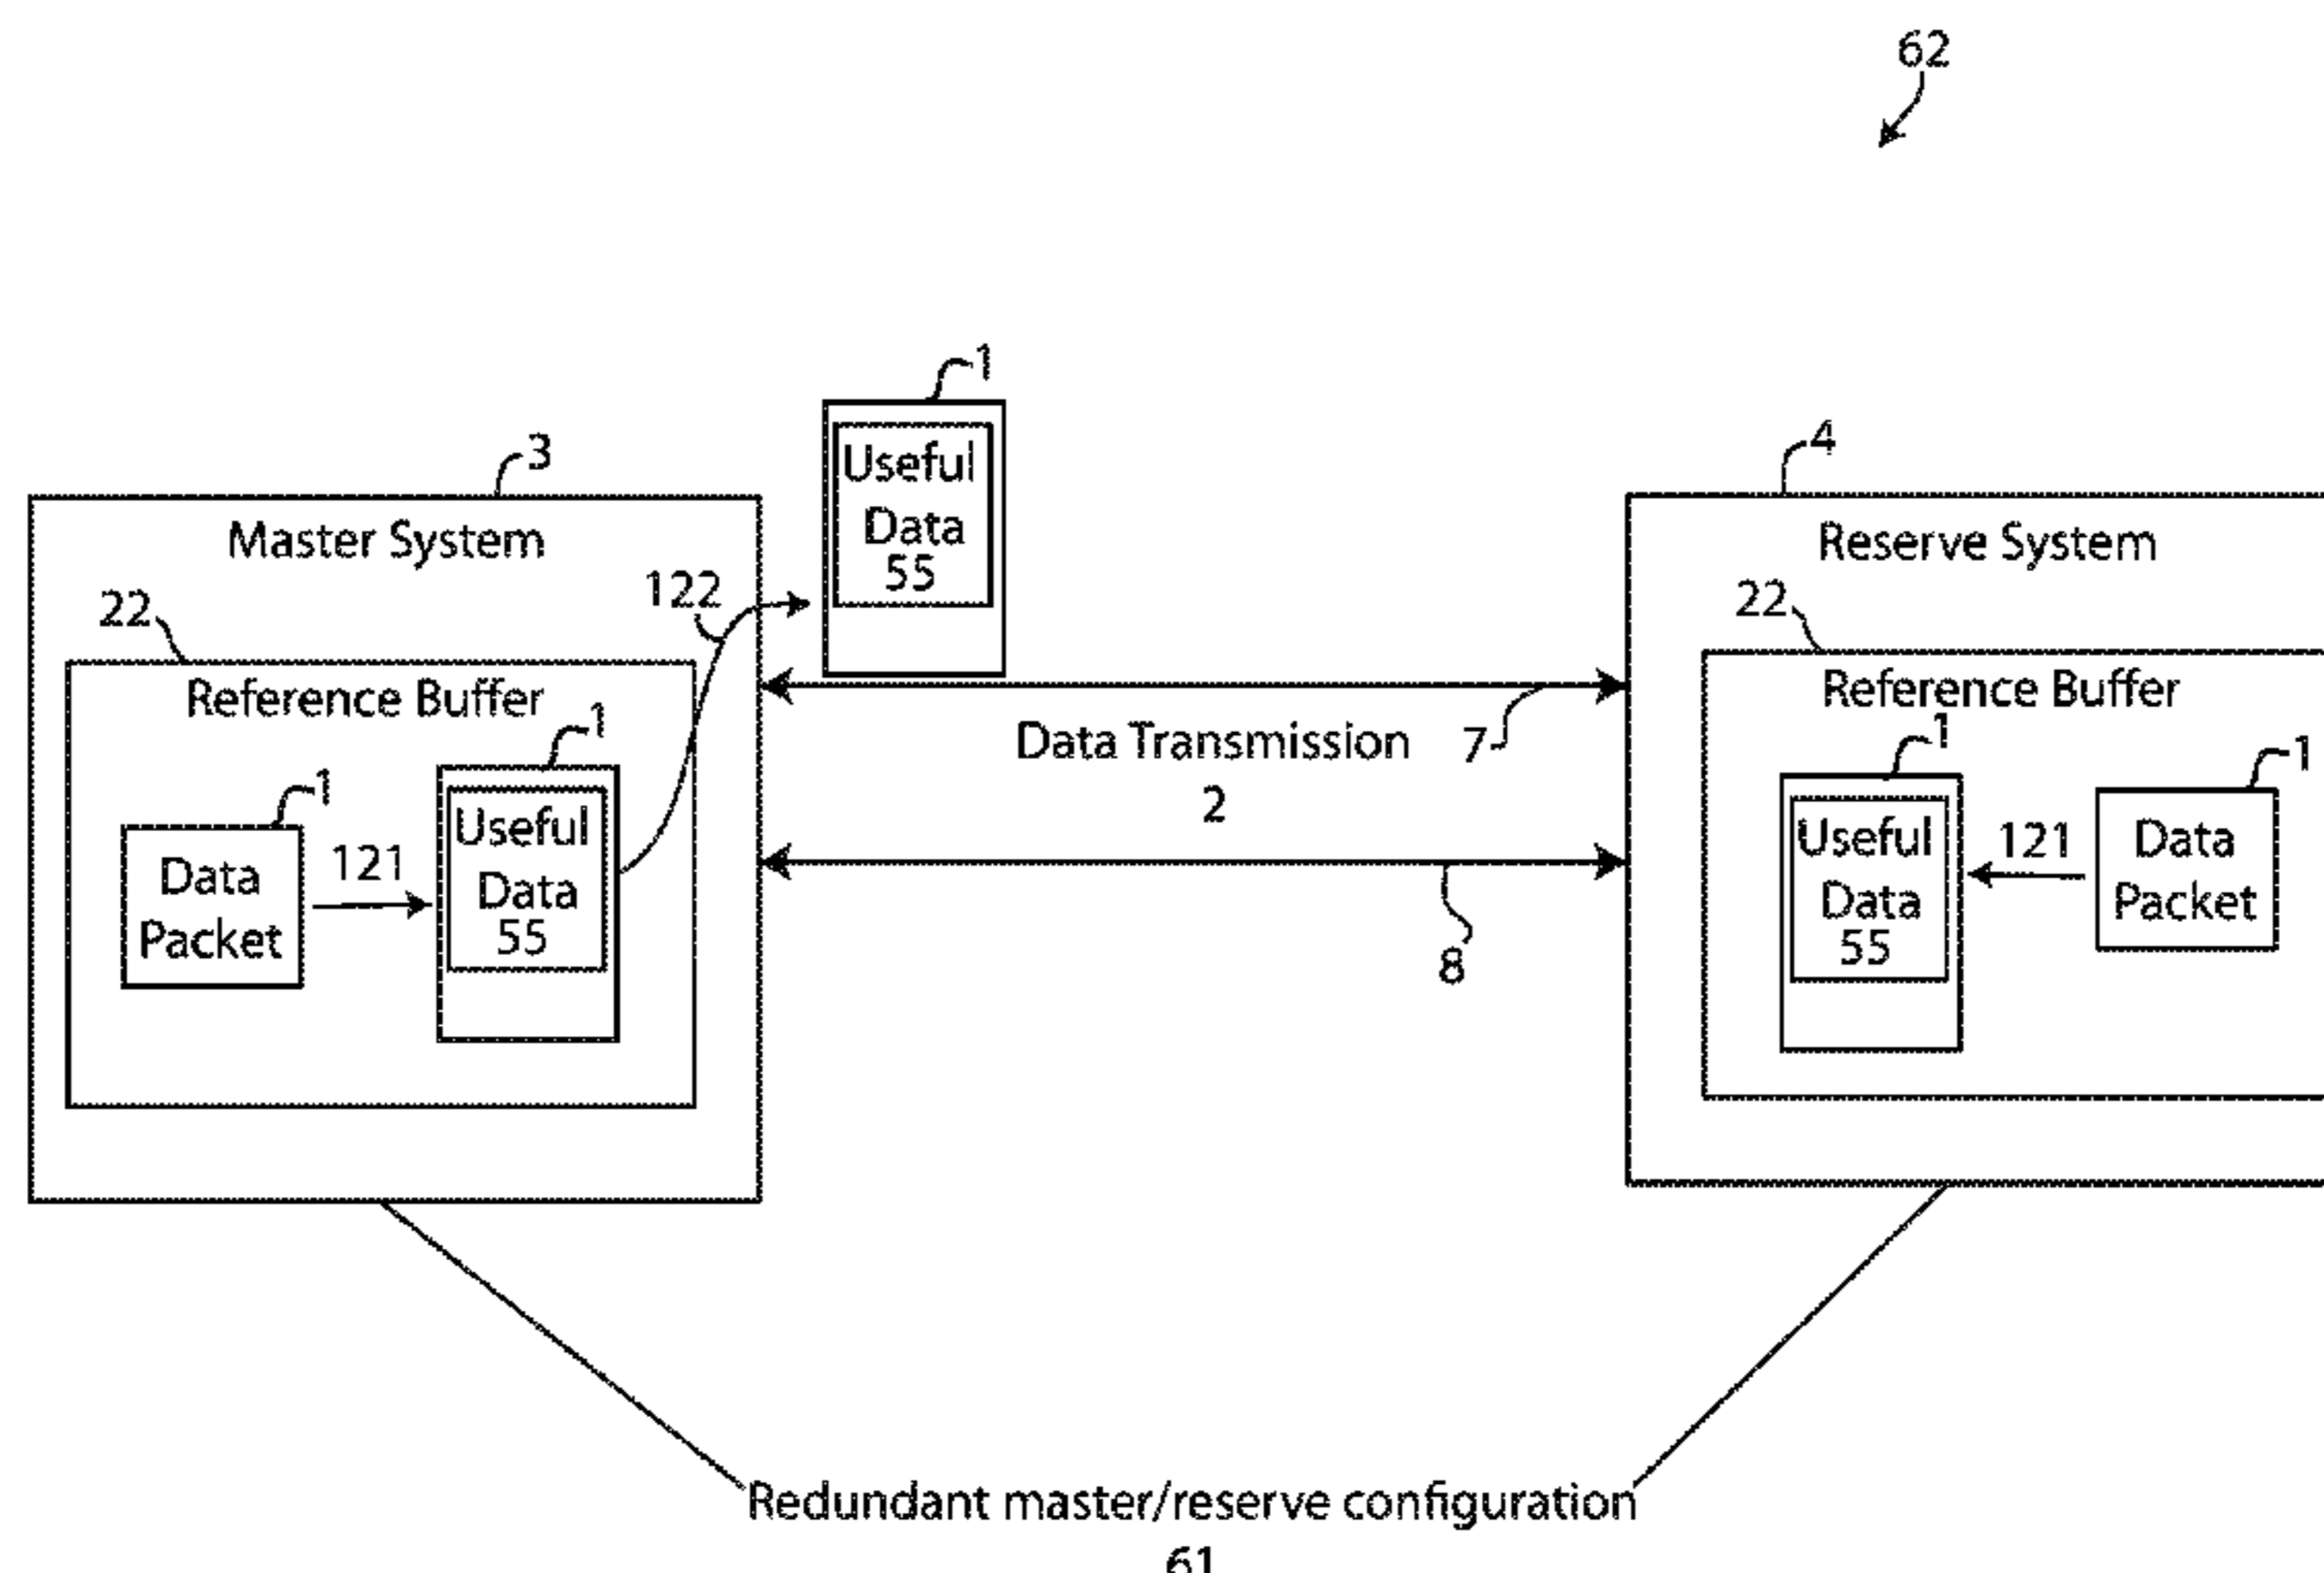 62
1
Useful
Data
55
3
Master System
122
22
Reference Buffer
1
1
Data
Packet
121
Useful
Data
55
7
Data Transmission
2
8
4
Reserve System
22
Reference Buffer
1
1
Useful
Data
55
121
Data
Packet
Redundant master/reserve configuration
61